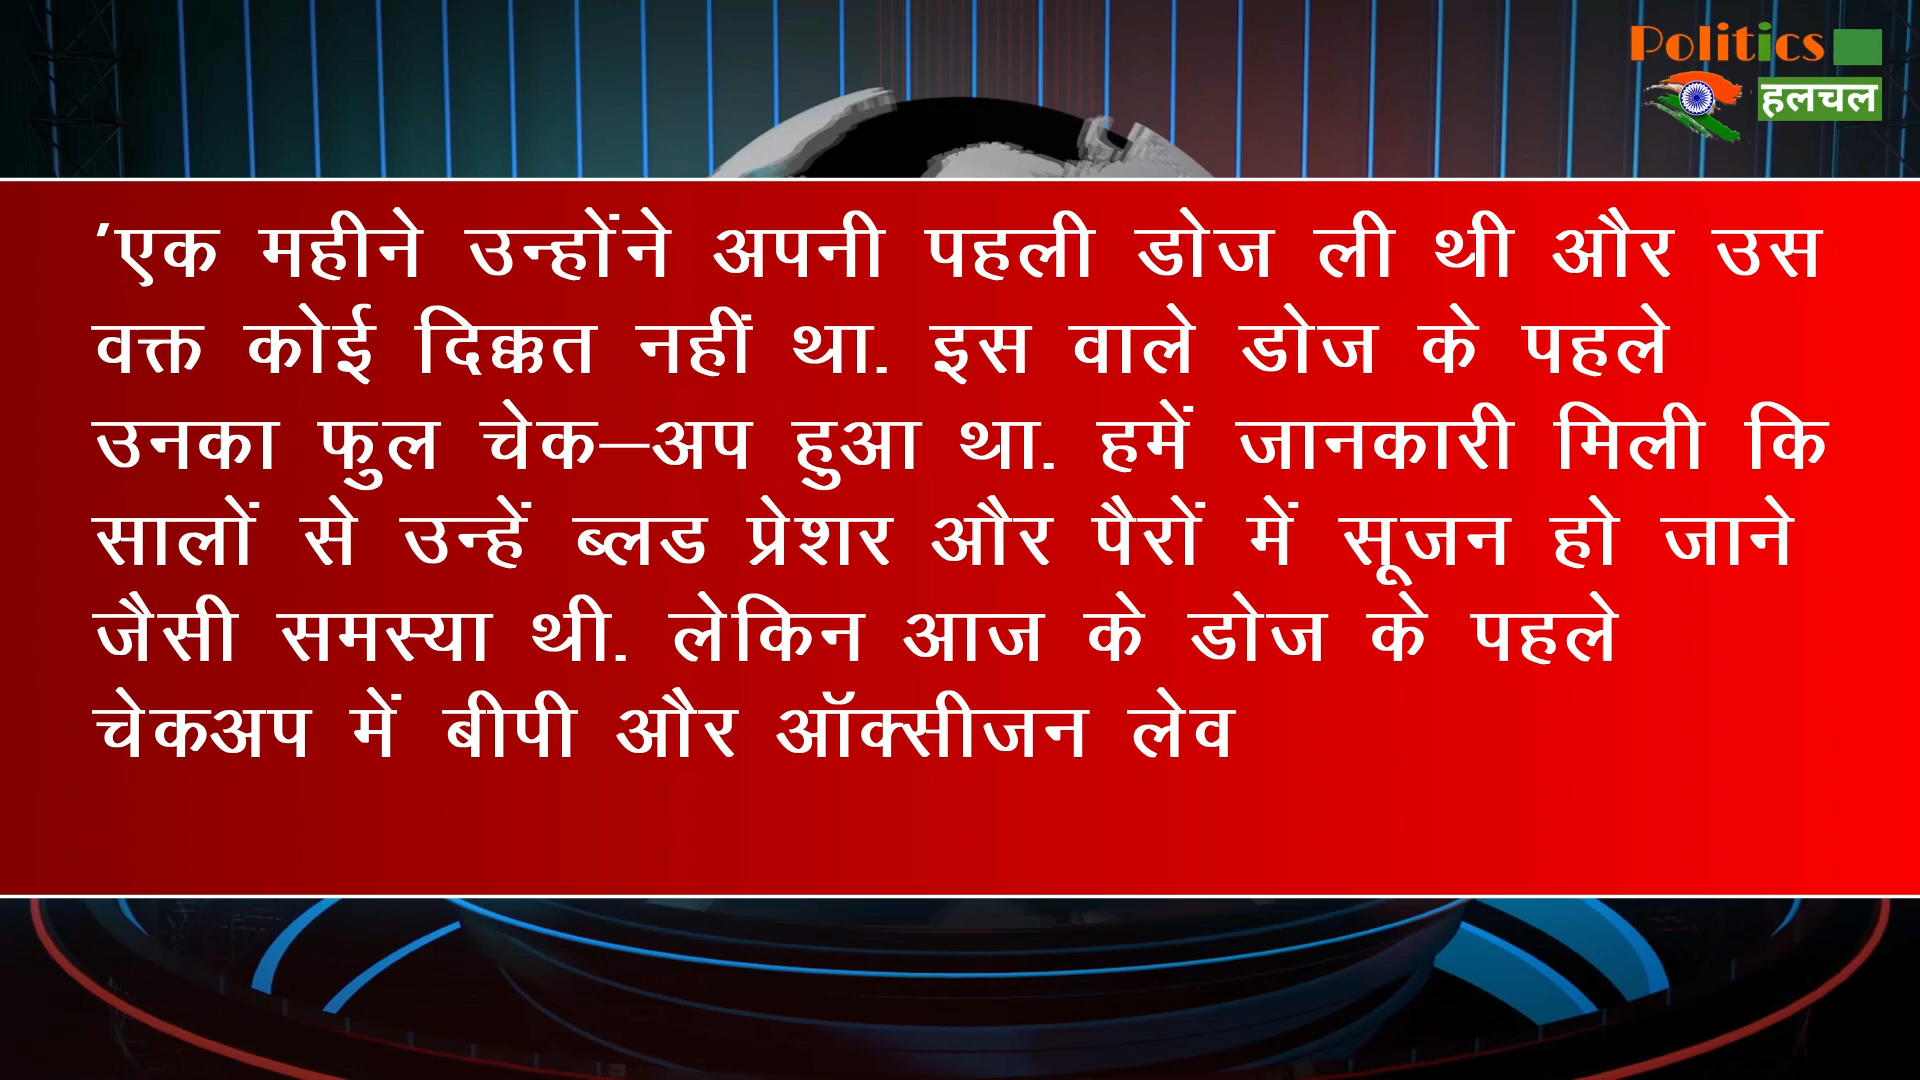 Politics
हलचल
'एक महीने उन्होंने अपनी पहली डोज ली थी और उस
वक्त कोई दिक्कत नहीं था. इस वाले डोज के पहले
उनका फुल चेक–अप हुआ था. हमें जानकारी मिली कि
सालों से उन्हें ब्लड प्रेशर और पैरों में सूजन हो जाने
जैसी समस्या थी. लेकिन आज के डोज के पहले
चेकअप में बीपी और ऑक्सीजन लेव